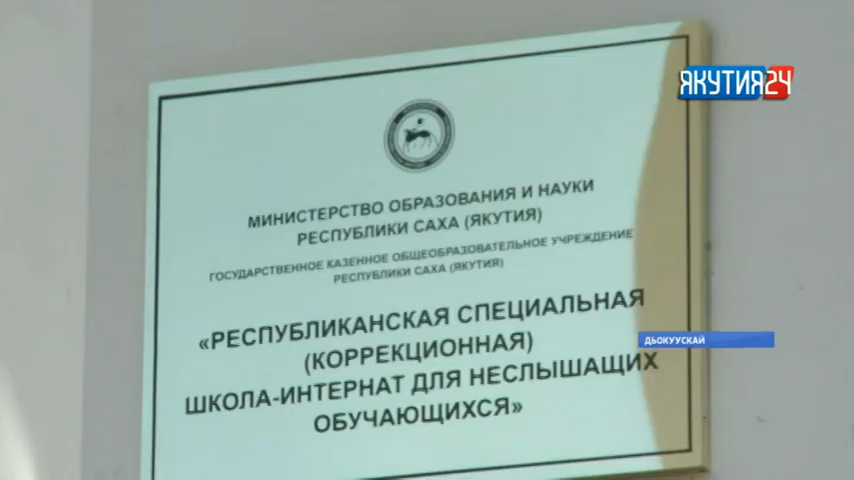 ЯКУТИЯ24
МИНИСТЕРСТВО ОБРАЗОВАНИЯ И НАУКИ
РЕСПУБЛИКИ САХА (ЯКУТИЯ)
ГОСУДАРСТВЕННОЕ КАЗЕННОЕ ОБЩЕОБРАЗОВАТЕЛЬНОЕ УЧРЕЖДЕНИЕ
РЕСПУБЛИКИ САХА (ЯКУТИЯ)
«РЕСПУБЛИКАНСКАЯ СПЕЦИАЛЬНАЯ
(КОРРЕКЦИОННАЯ)
ШКОЛА-ИНТЕРНАТ ДЛЯ НЕСЛЫШАЩИХ
ОБУЧАЮЩИХСЯ»
ДЬОКУУСКАЙ